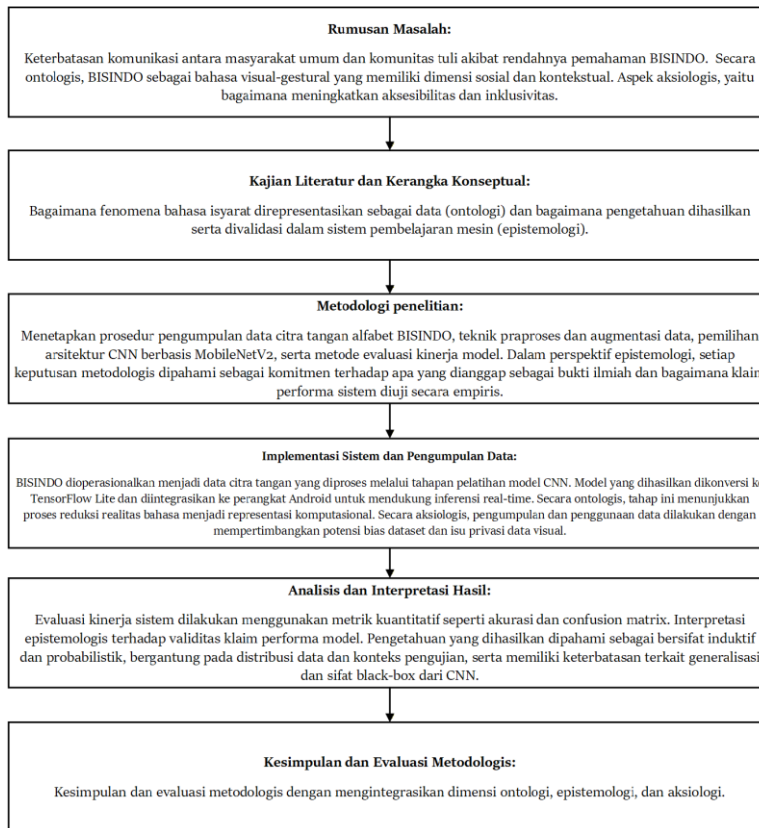 Rumusan Masalah:
Keterbatasan komunikasi antara masyarakat umum dan komunitas tuli akibat rendahnya pemahaman BISINDO. Secara
ontologis, BISINDO sebagai bahasa visual-gestural yang memiliki dimensi sosial dan kontekstual. Aspek aksiologis, yaitu
bagaimana meningkatkan aksesibilitas dan inklusivitas.
Kajian Literatur dan Kerangka Konseptual:
Bagaimana fenomena bahasa isyarat direpresentasikan sebagai data (ontologi) dan bagaimana pengetahuan dihasilkan
serta divalidasi dalam sistem pembelajaran mesin (epistemologi).
Metodologi penelitian:
Menetapkan prosedur pengumpulan data citra tangan alfabet BISINDO, teknik praproses dan augmentasi data, pemilihan
arsitektur CNN berbasis MobileNetV2, serta metode evaluasi kinerja model. Dalam perspektif epistemologi, setiap
keputusan metodologis dipahami sebagai komitmen terhadap apa yang dianggap sebagai bukti ilmiah dan bagaimana klaim
performa sistem diuji secara empiris.
Implementasi Sistem dan Pengumpulan Data:
BISINDO dioperasionalkan menjadi data citra tangan yang diproses melalui tahapan pelatihan model CNN. Model yang dihasilkan dikonversi ke
TensorFlow Lite dan diintegrasikan ke perangkat Android untuk mendukung inferensi real-time. Secara ontologis, tahap ini menunjukkan
proses reduksi realitas bahasa menjadi representasi komputasional. Secara aksiologis, pengumpulan dan penggunaan data dilakukan dengan
mempertimbangkan potensi bias dataset dan isu privasi data visual.
Analisis dan Interpretasi Hasil:
Evaluasi kinerja sistem dilakukan menggunakan metrik kuantitatif seperti akurasi dan confusion matrix. Interpretasi
epistemologis terhadap validitas klaim performa model. Pengetahuan yang dihasilkan dipahami sebagai bersifat induktif
dan probabilistik, bergantung pada distribusi data dan konteks pengujian, serta memiliki keterbatasan terkait generalisasi
dan sifat black-box dari CNN.
Kesimpulan dan Evaluasi Metodologis:
Kesimpulan dan evaluasi metodologis dengan mengintegrasikan dimensi ontologi, epistemologi, dan aksiologi.